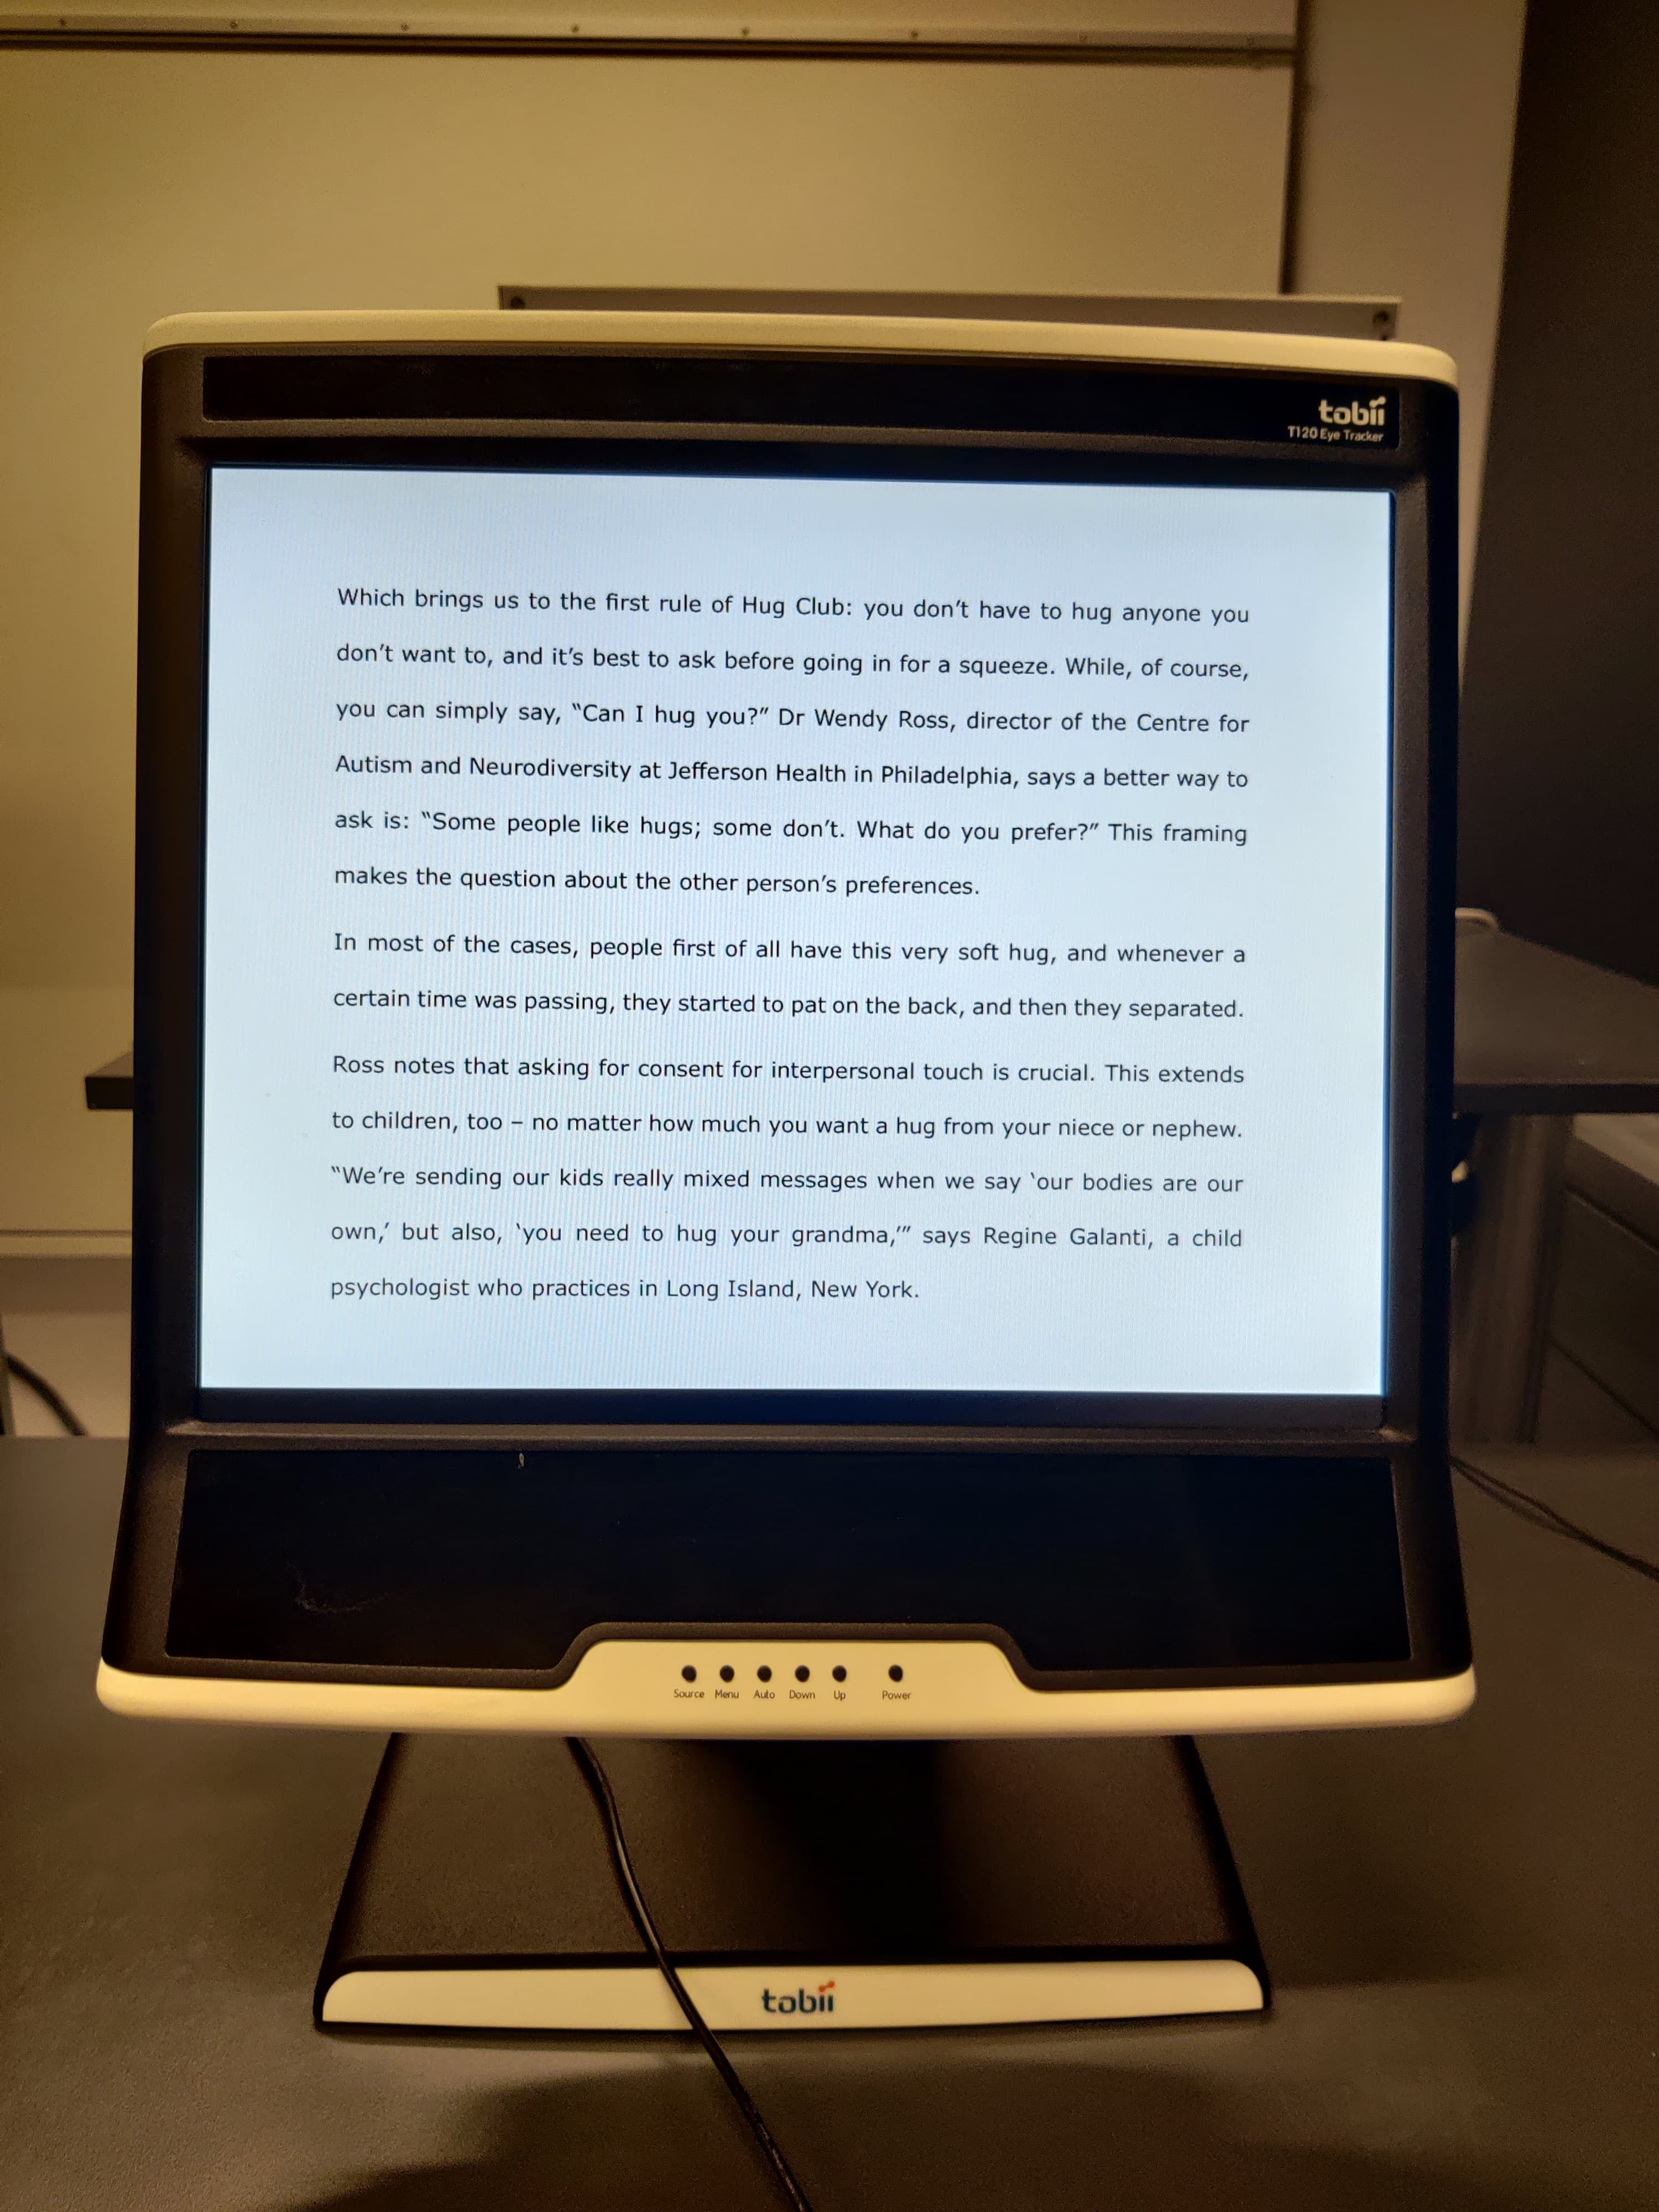 tobii
T120 Eye Tracker
Which brings us to the first rule of Hug Club: you don’t have to hug anyone you
don’t want to, and it’s best to ask before going in for a squeeze. While, of course,
you can simply say, “Can I hug you?” Dr Wendy Ross, director of the Centre for
Autism and Neurodiversity at Jefferson Health in Philadelphia, says a better way to
ask is: “Some people like hugs; some don’t. What do you prefer?” This framing
makes the question about the other person’s preferences.
In most of the cases, people first of all have this very soft hug, and whenever a
certain time was passing, they started to pat on the back, and then they separated.
Ross notes that asking for consent for interpersonal touch is crucial. This extends
to children, too – no matter how much you want a hug from your niece or nephew.
“We’re sending our kids really mixed messages when we say ‘our bodies are our
own,’ but also, ‘you need to hug your grandma,’” says Regine Galanti, a child
psychologist who practices in Long Island, New York.
Source Menu Auto Down Up Power
tobii